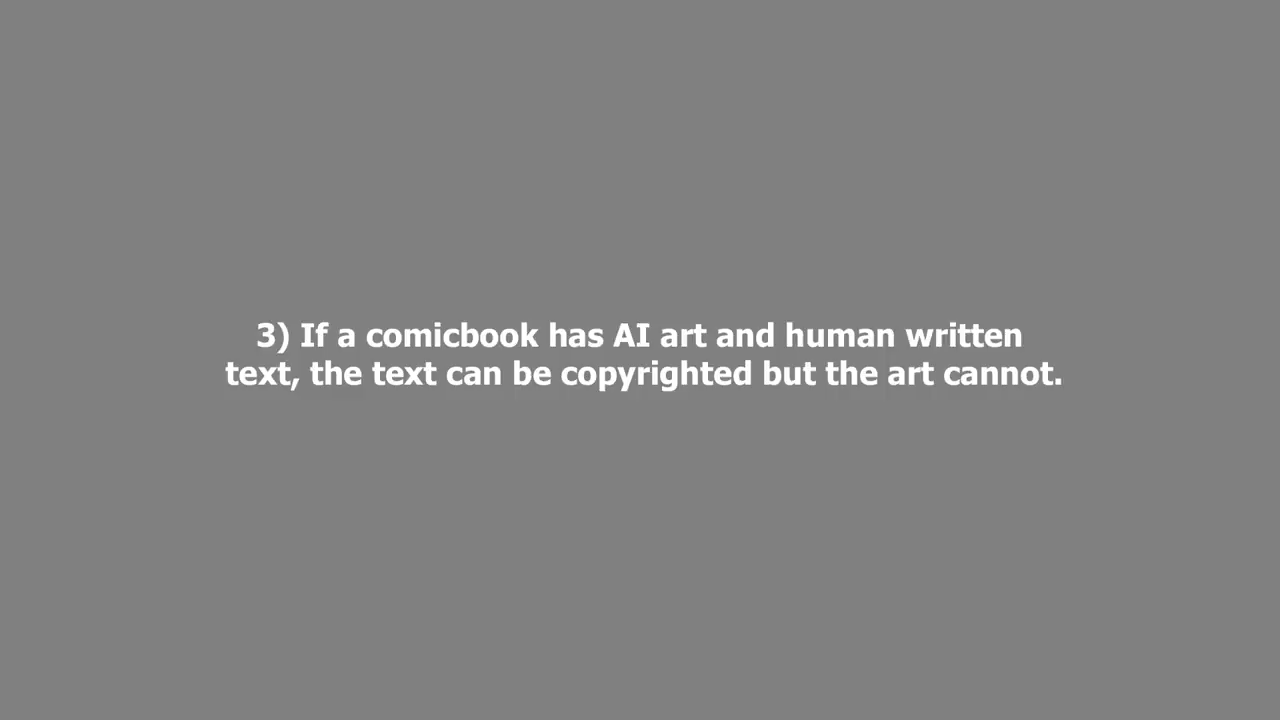 3) If a comicbook has AI art and human written
text, the text can be copyrighted but the art cannot.